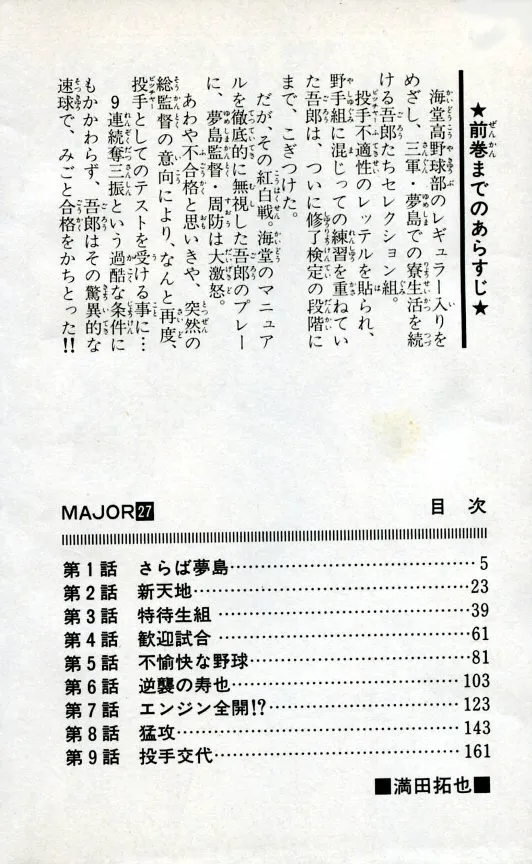 ★前巻までのあらすじ★
海堂高野球部のレギュラー入りを
めざし、三軍・夢島での寮生活を続
ける吾郎たちセレクション組。
投手不適性のレッテルを貼られ、
野手組に混じっての練習を重ねてい
た吾郎は、ついに修了検定の段階に
まで、こぎつけた。
だが、その紅白戦。海堂のマニュア
ルを徹底的に無視した吾郎のプレー
に、夢島監督・周防は大激怒。
あわや不合格と思いきや、突然の
総監督の意向により、なんと再度、
投手としてのテストを受ける事に…
9連続奪三振という過酷な条件に
もかかわらず、吾郎はその驚異的な
速球で、みごと合格をかちとった!!
MAJOR27 目次
第1話 さらば夢島 5
第2話 新天地 23
第3話 特待生組 39
第4話 歓迎試合 61
第5話 不愉快な野球 81
第6話 逆襲の寿也 103
第7話 エンジン全開!? 123
第8話 猛攻 143
第9話 投手交代 161
■満田拓也■